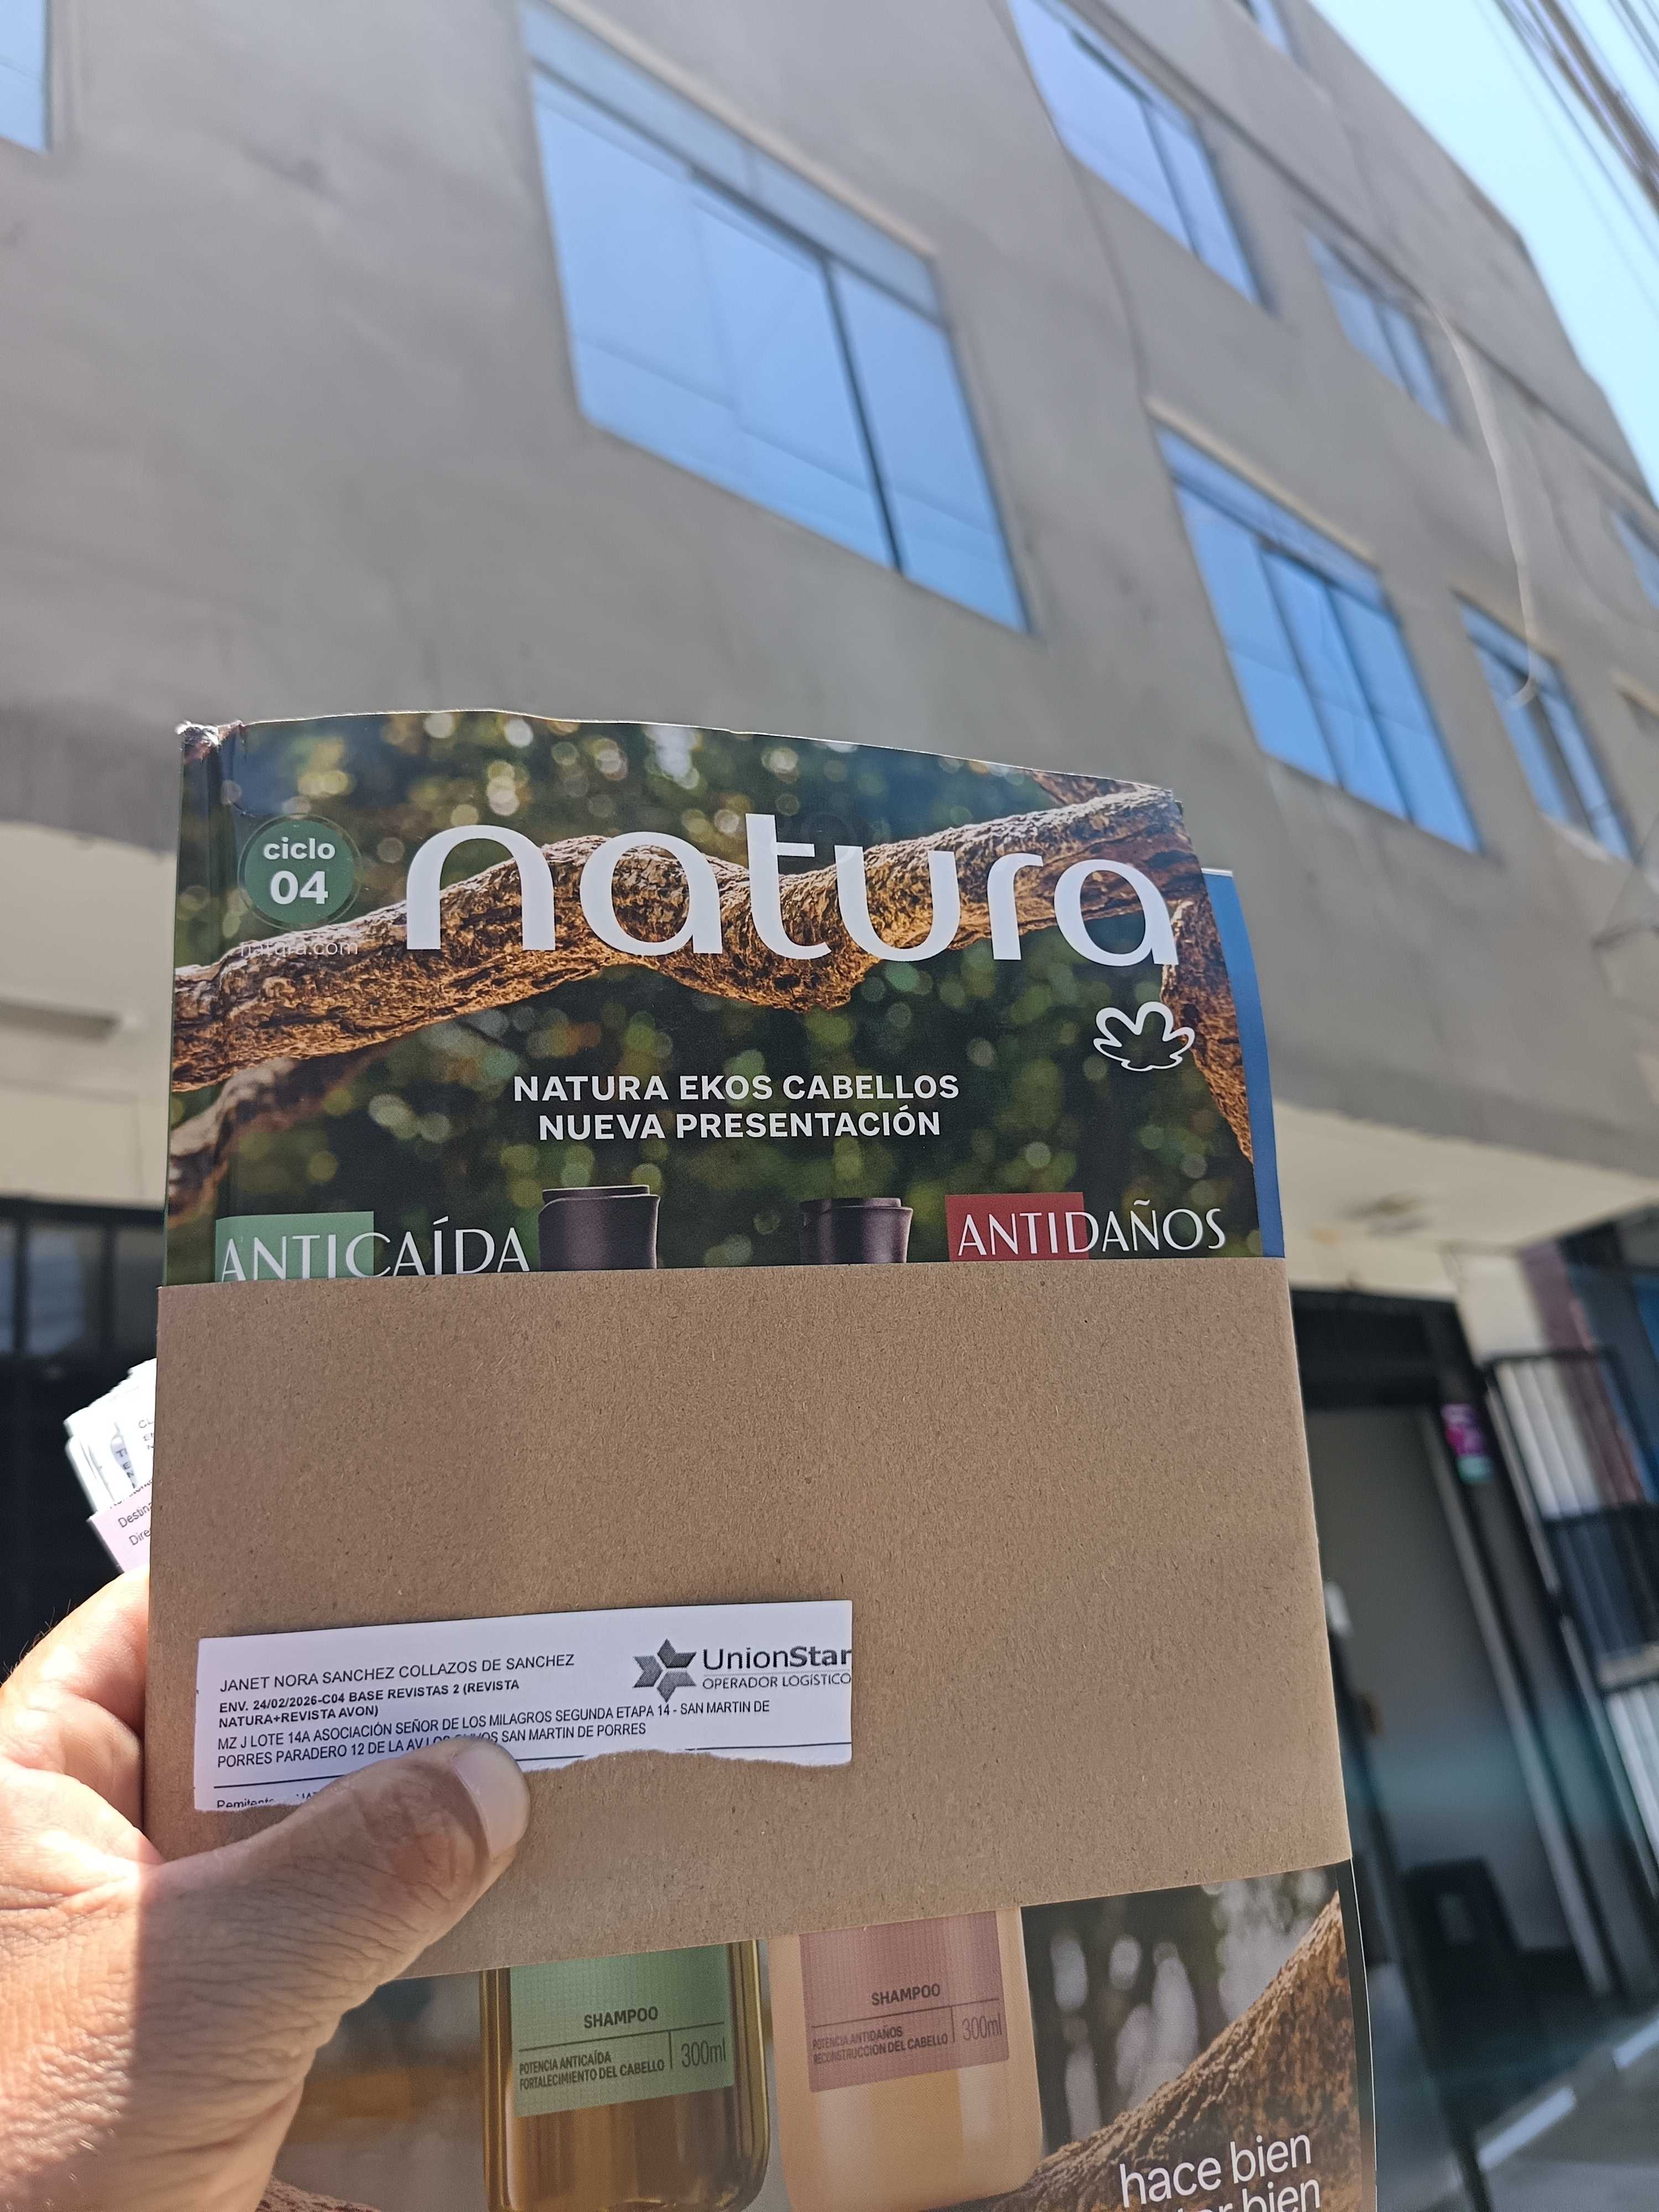 ciclo
04
natura.com
natura
NATURA EKOS CABELLOS
NUEVA PRESENTACIÓN
ANTICAÍDA
ANTIDAÑOS
JANET NORA SANCHEZ COLLAZOS DE SANCHEZ
ENV. 24/02/2026-C04 BASE REVISTAS 2 (REVISTA
NATURA+REVISTA AVON)
MZ J LOTE 14A ASOCIACIÓN SEÑOR DE LOS MILAGROS SEGUNDA ETAPA 14 - SAN MARTIN DE
PORRES PARADERO 12 DE LA AV SAN MARTIN DE PORRES
UnionStar
OPERADOR LOGÍSTICO
SHAMPOO
POTENCIA ANTICAÍDA
FORTALECIMIENTO DEL CABELLO
300ml
SHAMPOO
POTENCIA ANTIDAÑOS
RECONSTRUCCIÓN DEL CABELLO
300ml
hace bien
bien